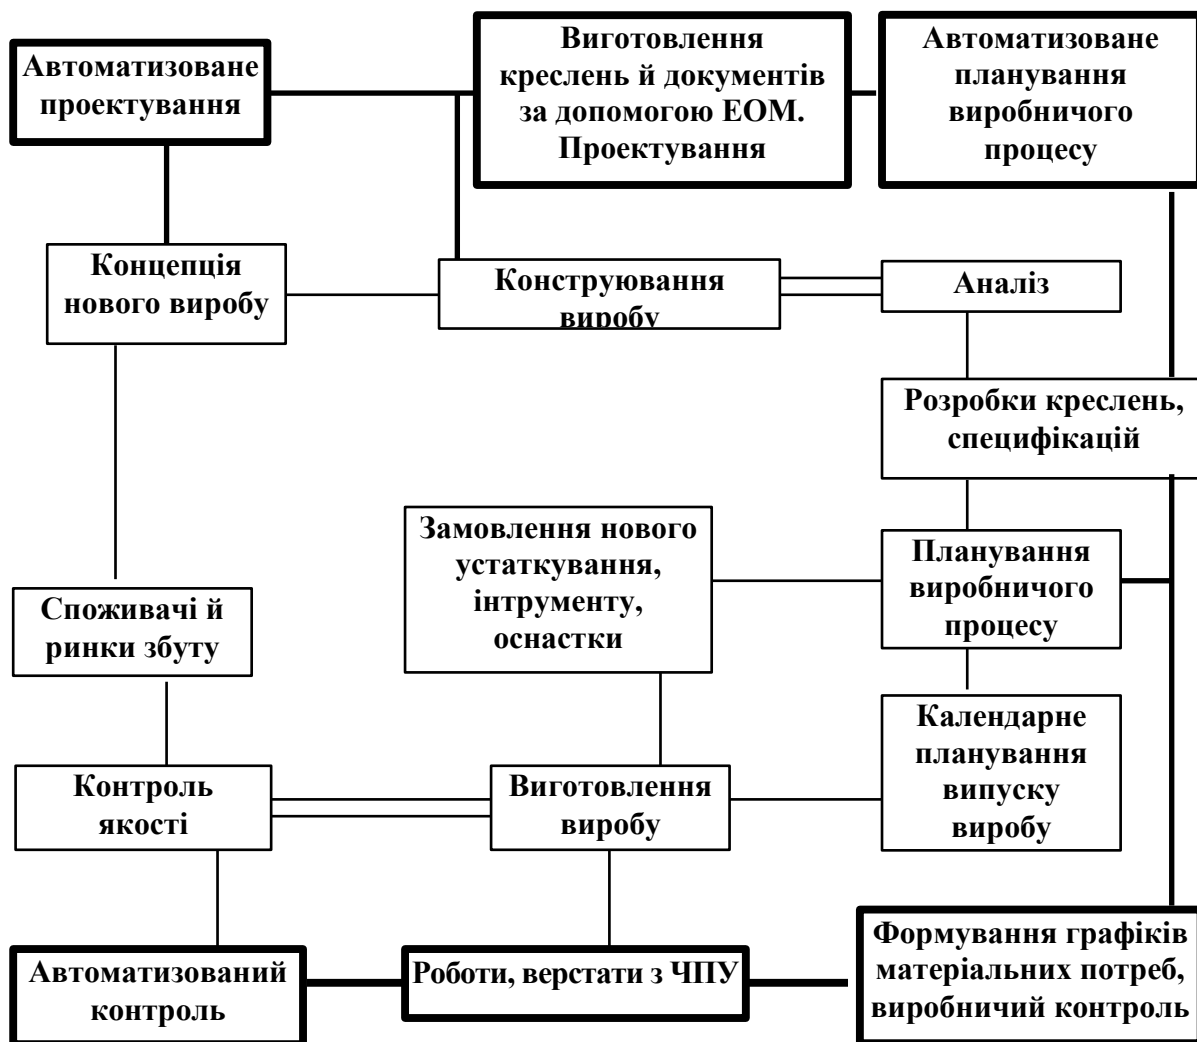 Автоматизоване
проектування
Виготовлення
креслень й документів
за допомогою ЕОМ.
Проектування
Автоматизоване
планування
виробничого
процесу
Концепція
нового виробу
Конструювання
виробу
Аналіз
Розробки креслень,
специфікацій
Замовлення нового
устаткування,
інтрументу,
оснастки
Планування
виробничого
процесу
Споживачі й
ринки збуту
Календарне
планування
випуску
виробу
Контроль
якості
Виготовлення
виробу
Автоматизований
контроль
Роботи, верстати з ЧПУ
Формування графіків
матеріальних потреб,
виробничий контроль